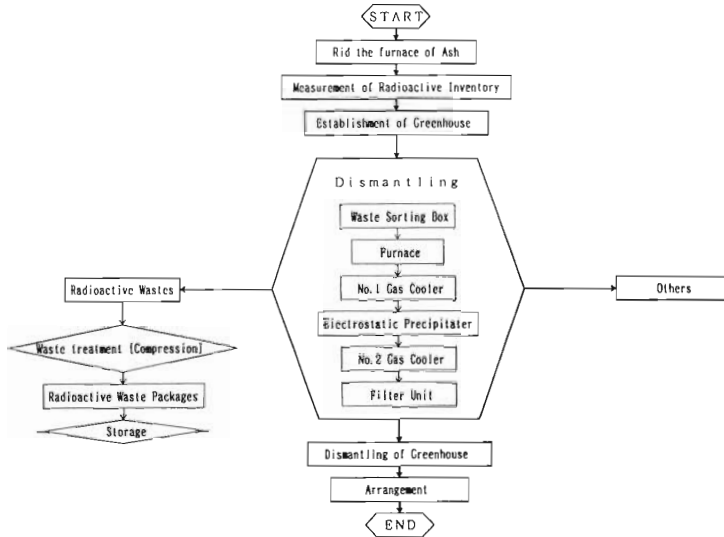 START
Rid the furnace of Ash
Measurement of Radioactive Inventory
Establishment of Greenhouse
Dismantling
Waste Sorting Box
Furnace
No.1 Gas Cooler
Electrostatic Precipitater
No.2 Gas Cooler
Filter Unit
Radioactive Wastes
Waste treatment [Compression]
Radioactive Waste Packages
Storage
Others
Dismantling of Greenhouse
Arrangement
END